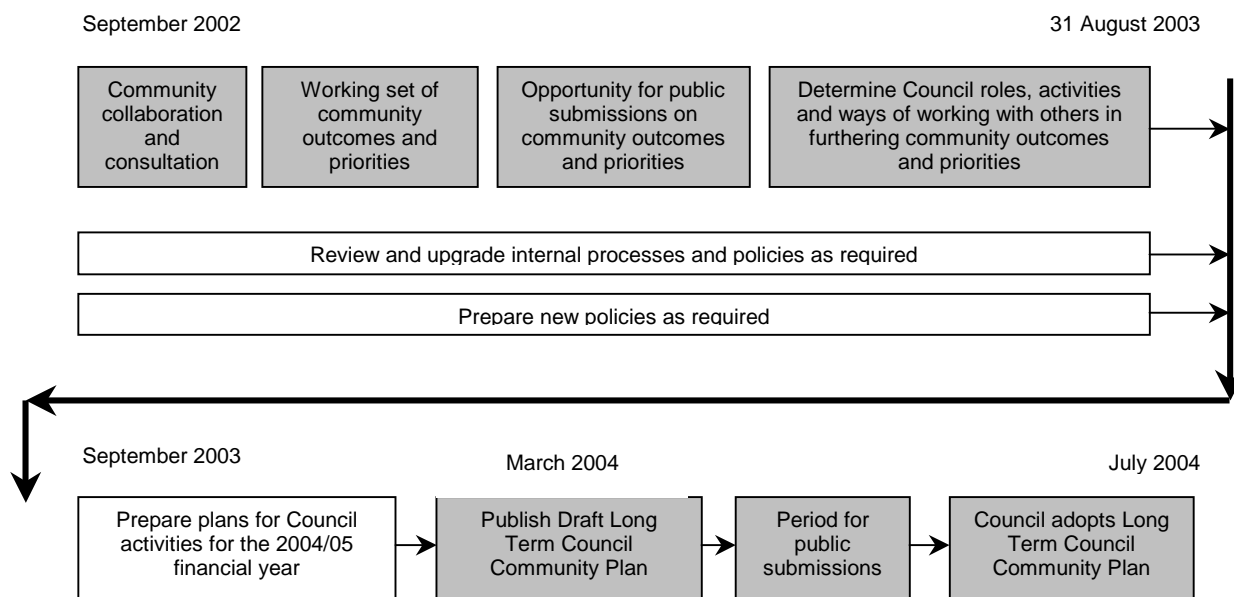 September 2002
31 August 2003
Community
collaboration
and
consultation
Working set of
community
outcomes and
priorities
Opportunity for public
submissions on
community outcomes
and priorities
Determine Council roles, activities
and ways of working with others in
furthering community outcomes
and priorities
Review and upgrade internal processes and policies as required
Prepare new policies as required
September 2003
March 2004
July 2004
Prepare plans for Council
activities for the 2004/05
financial year
Publish Draft Long
Term Council
Community Plan
Period for
public
submissions
Council adopts Long
Term Council
Community Plan